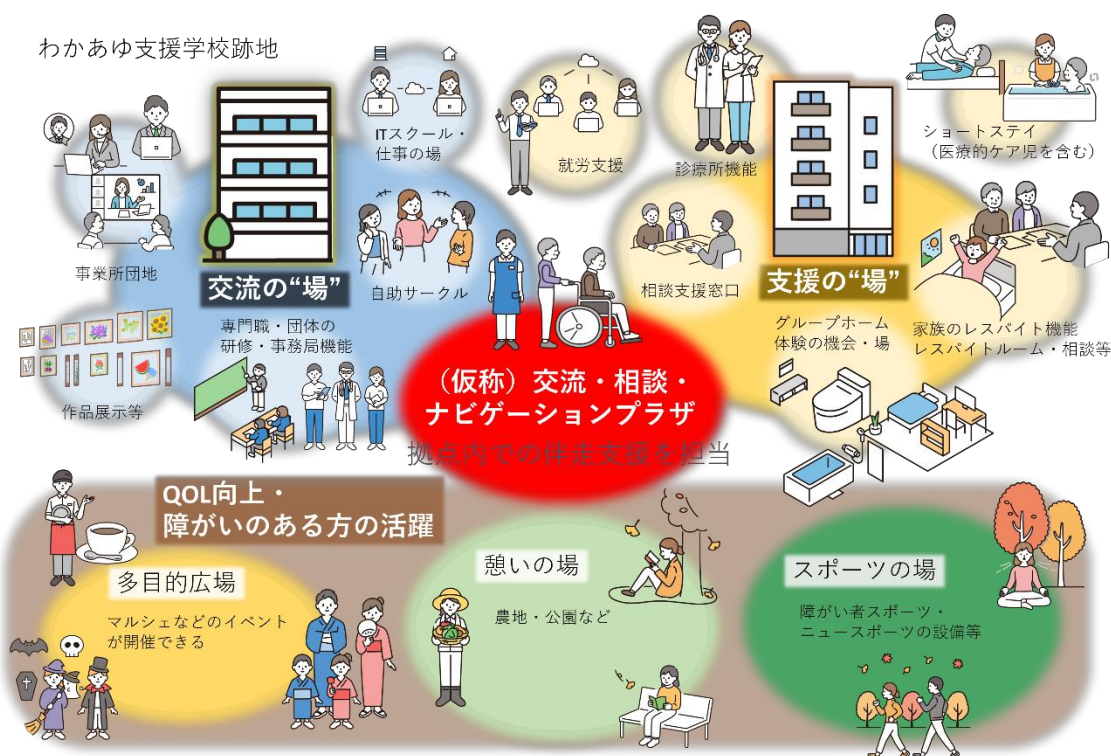 わかあゆ支援学校跡地
ITスクール・
仕事の場
就労支援
診療所機能
ショートステイ
（医療的ケア児を含む）
事業所団地
交流の“場”
自助サークル
相談支援窓口
支援の“場”
専門職・団体の
研修・事務局機能
グループホーム
体験の機会・場
家族のレスパイト機能
レスパイトルーム・相談等
作品展示等
（仮称）交流・相談・
ナビゲーションプラザ
拠点内での伴走支援を担当
QOL向上・
障がいのある方の活躍
多目的広場
マルシェなどのイベント
が開催できる
憩いの場
農地・公園など
スポーツの場
障がい者スポーツ・
ニュースポーツの設備等